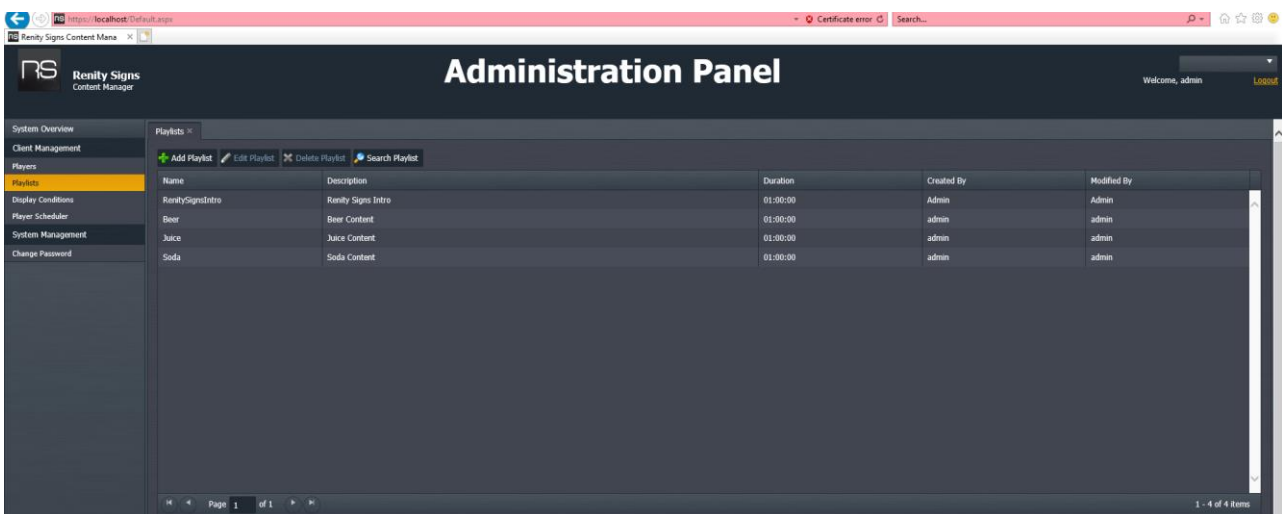 https://localhost/Default.aspx
Certificate error
Search...
Renity Signs Content Mana
RS
Renity Signs
Content Manager
Administration Panel
Welcome, admin
Logout
System Overview
Client Management
Players
Playlists
Display Conditions
Player Scheduler
System Management
Change Password
Playlists
Add Playlist Edit Playlist Delete Playlist Search Playlist
Name Description Duration Created By Modified By
RenitySignsIntro Renity Signs Intro 01:00:00 Admin Admin
Beer Beer Content 01:00:00 admin admin
Juice Juice Content 01:00:00 admin admin
Soda Soda Content 01:00:00 admin admin
Page 1 of 1
1 - 4 of 4 items